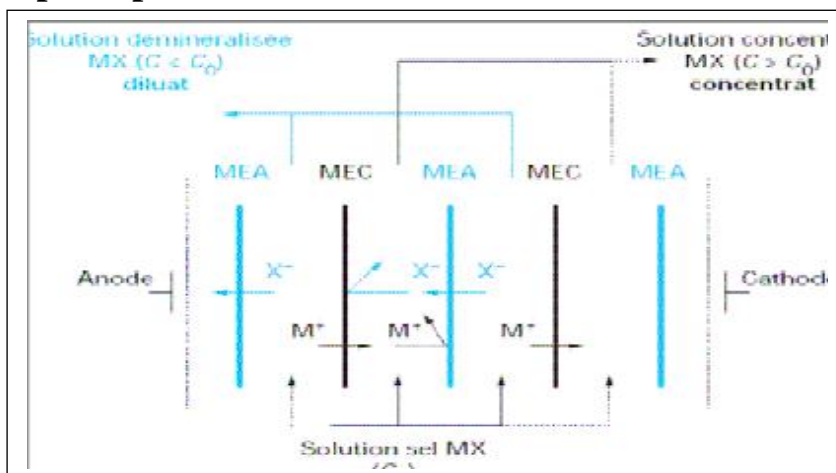 Solution déminéralisée
MX (C < C₀)
diluat
Solution concent
MX (C > C₀)
concentrat
MEA MEC MEA MEC MEA
X⁻ X⁻ X⁻
Anode Cathode
M⁺ M⁺ M⁺
Solution sel MX